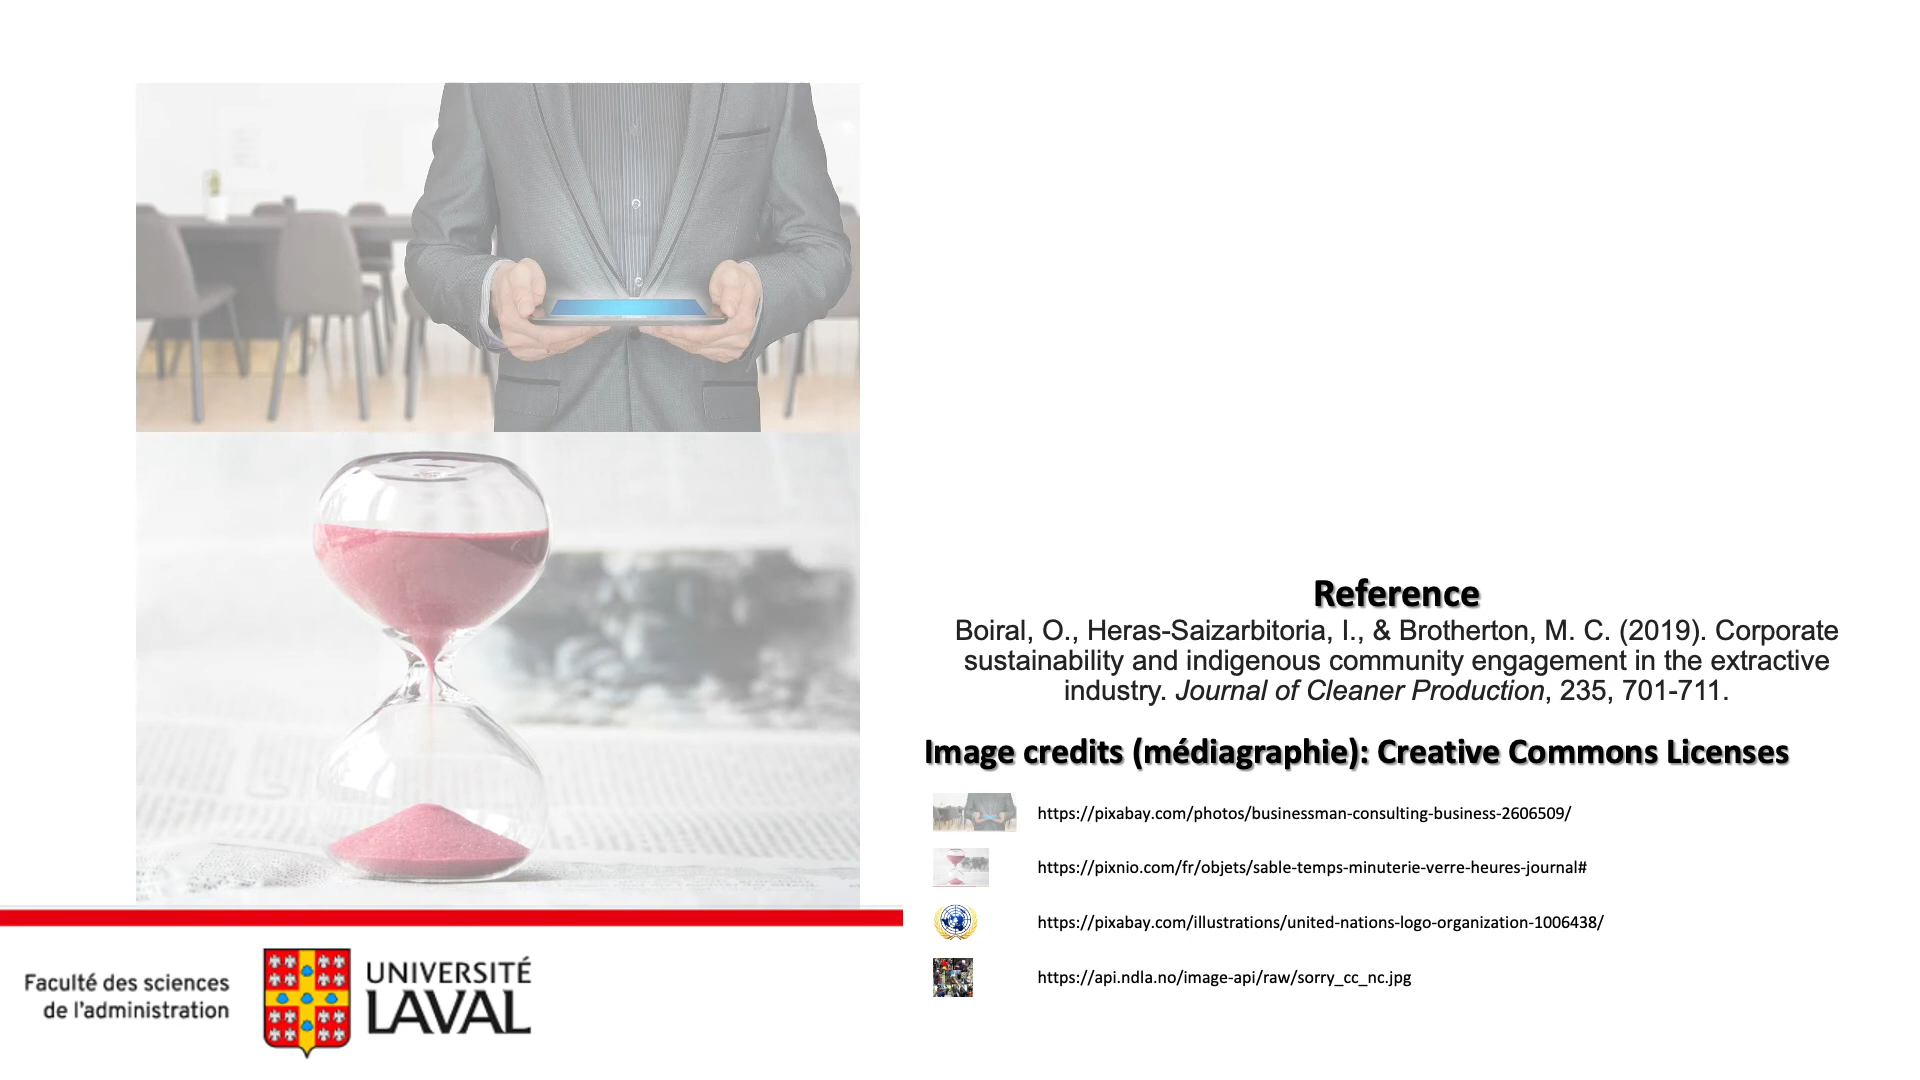 Reference
Boiral, O., Heras-Saizarbitoria, I., & Brotherton, M. C. (2019). Corporate
sustainability and indigenous community engagement in the extractive
industry. Journal of Cleaner Production, 235, 701-711.
Image credits (médiagraphie): Creative Commons Licenses
https://pixabay.com/photos/businessman-consulting-business-2606509/
https://pixnio.com/fr/objets/sable-temps-minuterie-verre-heures-journal#
https://pixabay.com/illustrations/united-nations-logo-organization-1006438/
https://api.ndla.no/image-api/raw/sorry_cc_nc.jpg
Faculté des sciences
de l'administration
UNIVERSITÉ
LAVAL